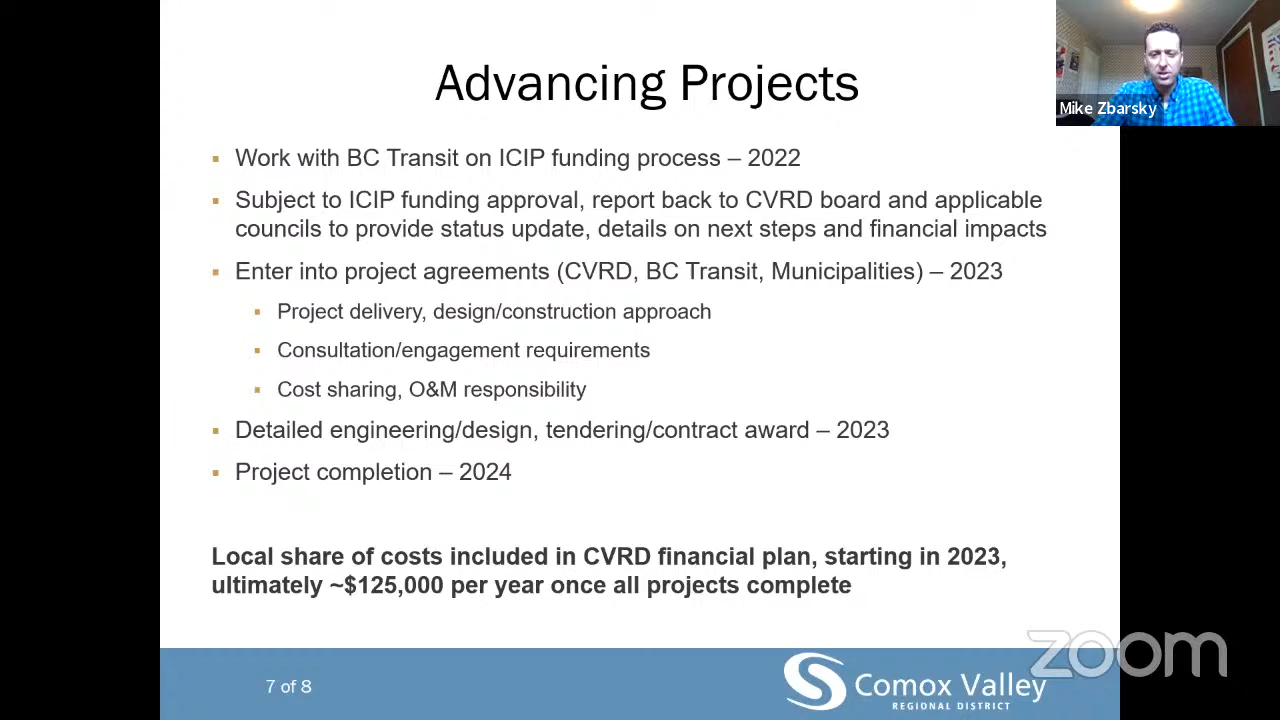 Advancing Projects
Mike Zbarsky
▪ Work with BC Transit on ICIP funding process – 2022
▪ Subject to ICIP funding approval, report back to CVRD board and applicable
councils to provide status update, details on next steps and financial impacts
▪ Enter into project agreements (CVRD, BC Transit, Municipalities) – 2023
▪ Project delivery, design/construction approach
▪ Consultation/engagement requirements
▪ Cost sharing, O&M responsibility
▪ Detailed engineering/design, tendering/contract award – 2023
▪ Project completion – 2024
Local share of costs included in CVRD financial plan, starting in 2023,
ultimately ~$125,000 per year once all projects complete
zoom
7 of 8
Comox Valley
REGIONAL DISTRICT